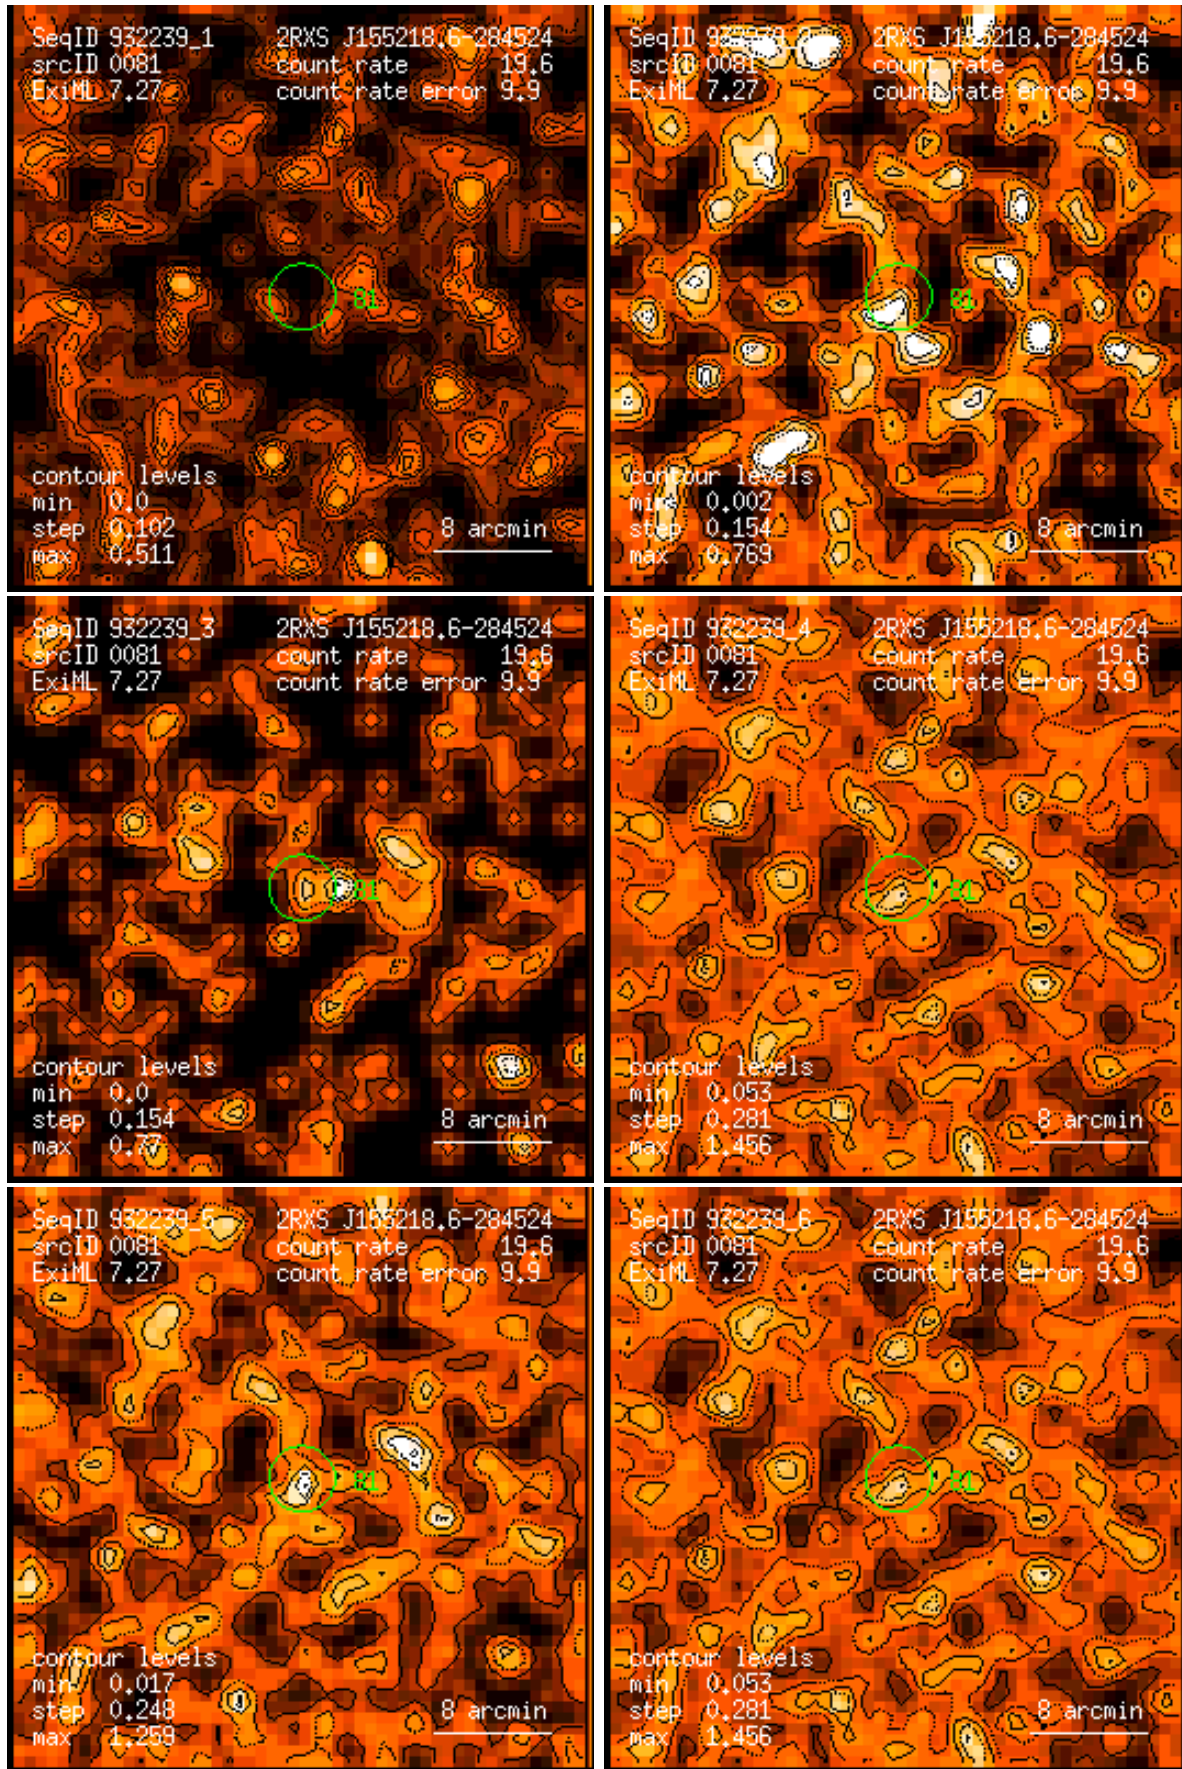 SeqID 932239_1 2RXS J155218.6-284524
srcID 0081 count rate 19.6
ExiML 7.27 count rate error 9.9
81
contour levels
min 0.0
step 0.102
max 0.511
8 arcmin
SeqID 932239_2 2RXS J155218.6-284524
srcID 0081 count rate 19.6
ExiML 7.27 count rate error 9.9
81
contour levels
min 0.002
step 0.154
max 0.769
8 arcmin
SeqID 932239_3 2RXS J155218.6-284524
srcID 0081 count rate 19.6
ExiML 7.27 count rate error 9.9
81
contour levels
min 0.0
step 0.154
max 0.77
8 arcmin
SeqID 932239_4 2RXS J155218.6-284524
srcID 0081 count rate 19.6
ExiML 7.27 count rate error 9.9
81
contour levels
min 0.053
step 0.281
max 1.456
8 arcmin
SeqID 932239_5 2RXS J155218.6-284524
srcID 0081 count rate 19.6
ExiML 7.27 count rate error 9.9
81
contour levels
min 0.017
step 0.248
max 1.259
8 arcmin
SeqID 932239_6 2RXS J155218.6-284524
srcID 0081 count rate 19.6
ExiML 7.27 count rate error 9.9
81
contour levels
min 0.053
step 0.281
max 1.456
8 arcmin